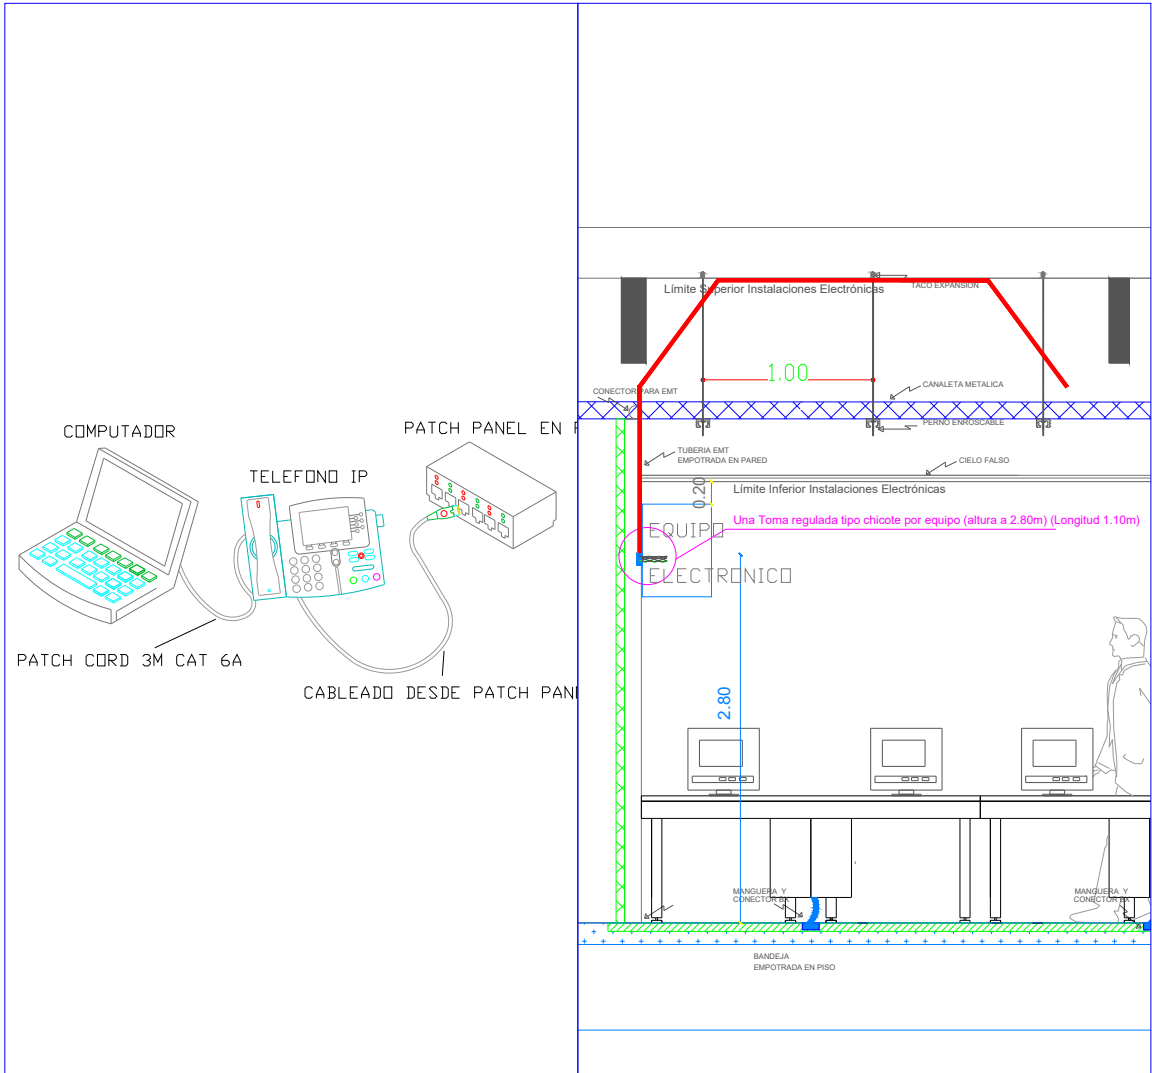 COMPUTADOR
TELEFONO IP
PATCH PANEL EN
PATCH CORD 3M CAT 6A
CABLEADO DESDE PATCH PAN
Límite Superior Instalaciones Electrónicas
TACO EXPANSION
1.00
CONECTOR PARA EMT
CANALETA METALICA
PERNO ENROSCABLE
TUBERIA EMT
EMPOTRADA EN PARED
CIELO FALSO
0.20
Límite Inferior Instalaciones Electrónicas
Una Toma regulada tipo chicote por equipo (altura a 2.80m) (Longitud 1.10m)
EQUIPO
ELECTRONICO
2.80
MANGUERA Y
CONECTOR BX
MANGUERA Y
CONECTOR BX
BANDEJA
EMPOTRADA EN PISO